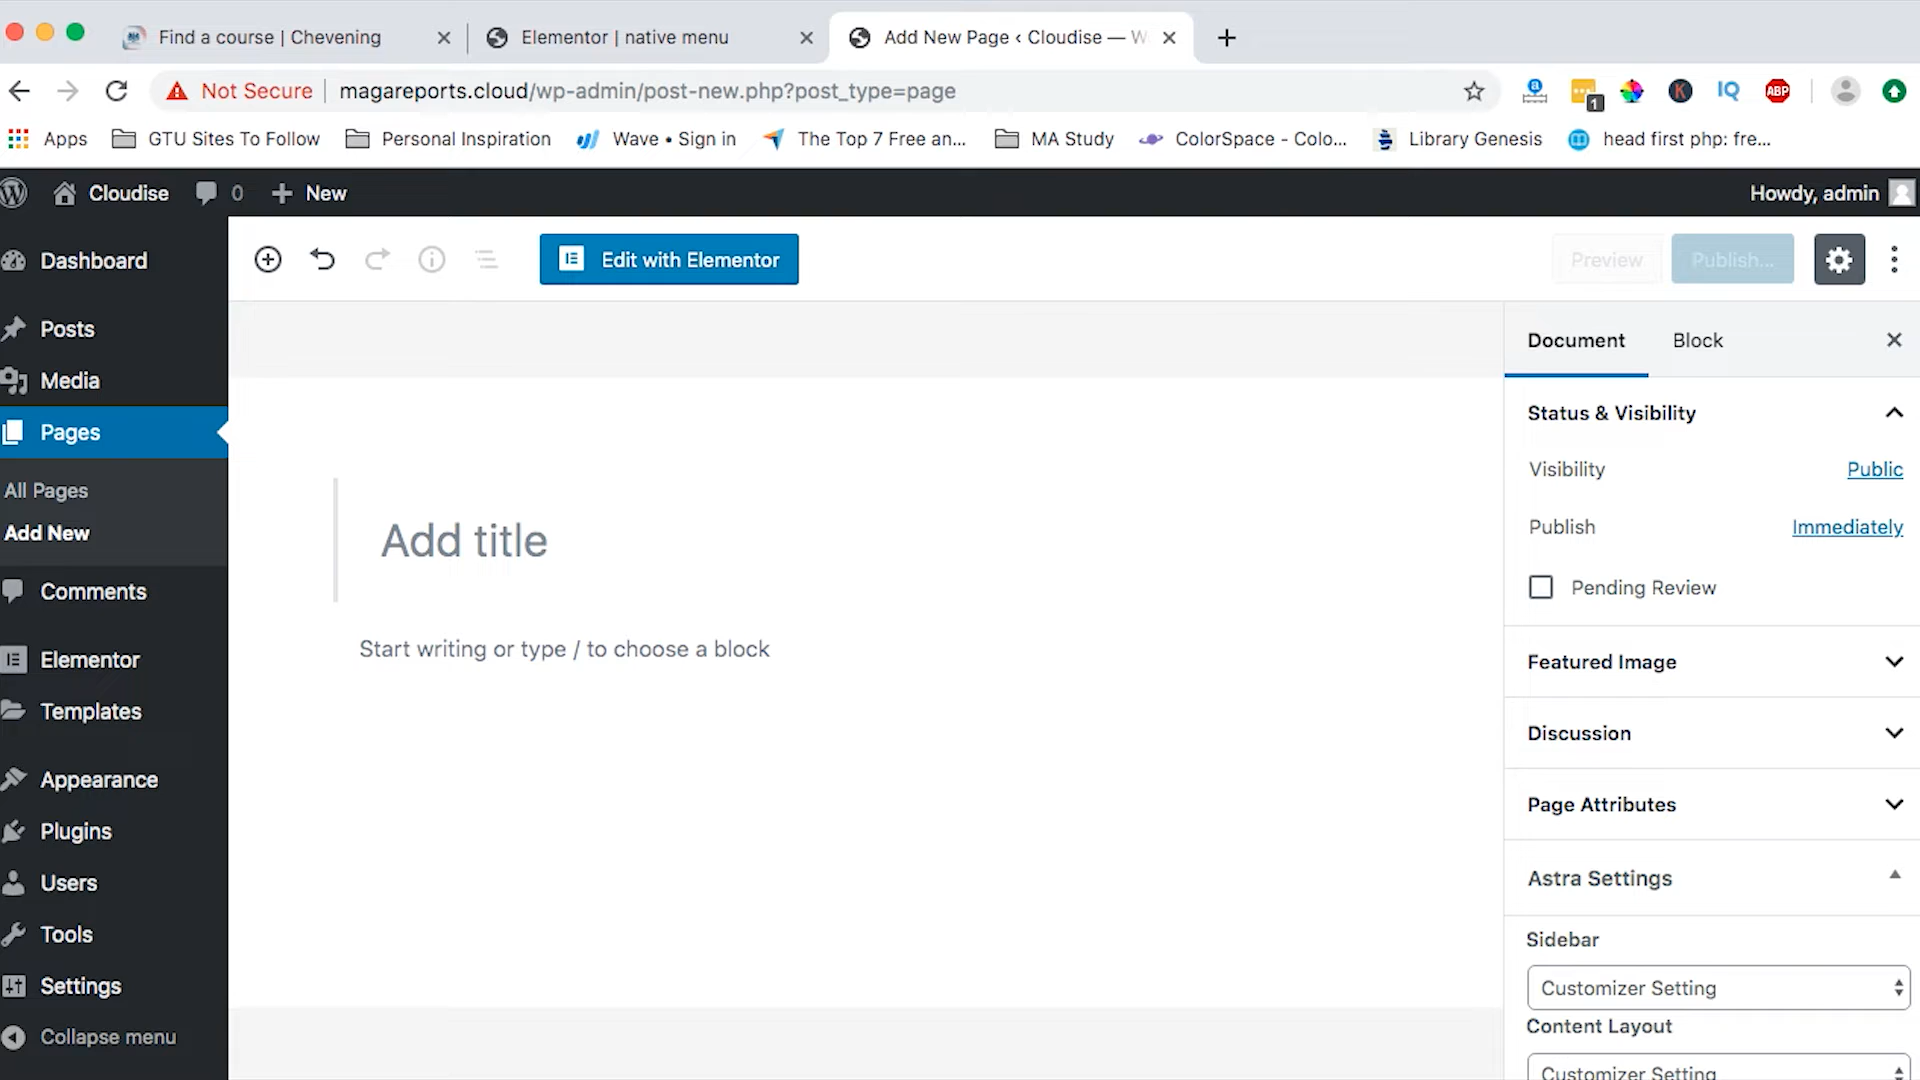 Find a course | Chevening
Elementor | native menu
Add New Page ‹ Cloudise — W
Not Secure
magareports.cloud/wp-admin/post-new.php?post_type=page
1
K
IQ
ABP
Apps
GTU Sites To Follow
Personal Inspiration
Wave • Sign in
The Top 7 Free an...
MA Study
ColorSpace - Colo...
Library Genesis
head first php: fre...
Cloudise
0
New
Howdy, admin
Dashboard
Posts
Media
Pages
All Pages
Add New
Comments
Elementor
Templates
Appearance
Plugins
Users
Tools
Settings
Collapse menu
Edit with Elementor
Preview
Publish...
Add title
Start writing or type / to choose a block
Document
Block
Status & Visibility
Visibility
Public
Publish
Immediately
Pending Review
Featured Image
Discussion
Page Attributes
Astra Settings
Sidebar
Customizer Setting
Content Layout
Customizer Setting